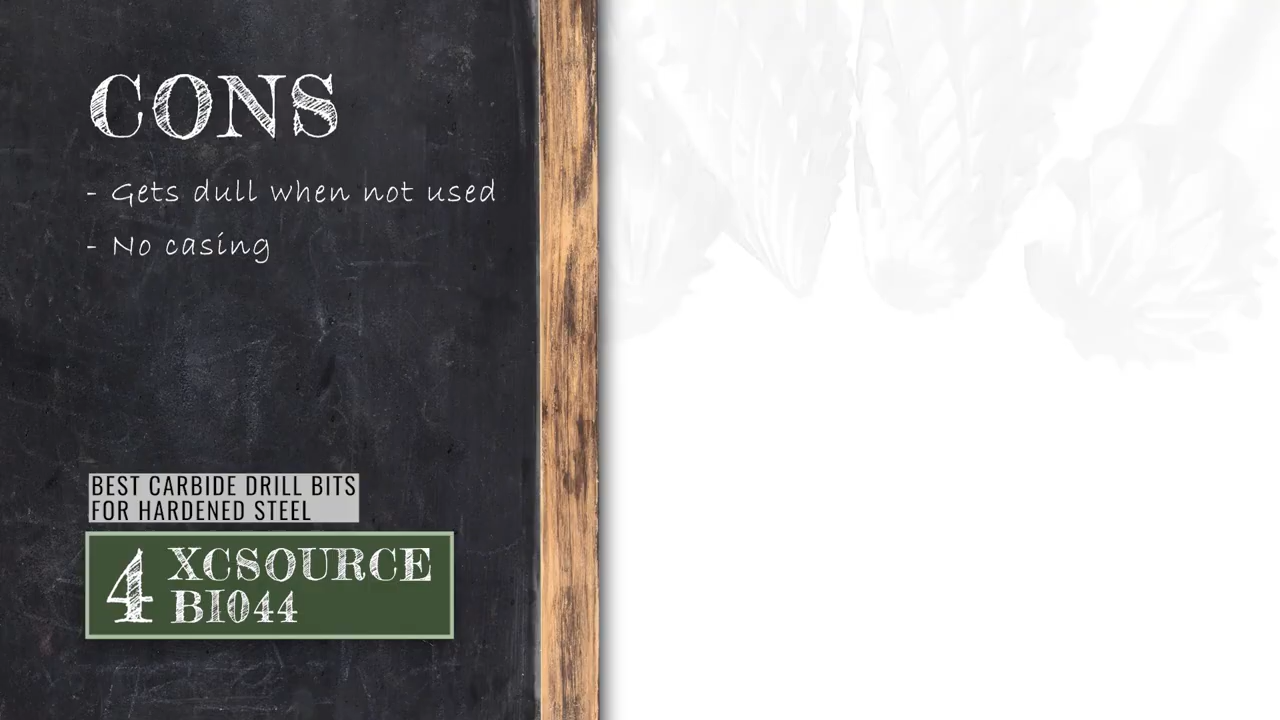 CONS
- Gets dull when not used
- No casing
BEST CARBIDE DRILL BITS
FOR HARDENED STEEL
4 XCSOURCE
BI044